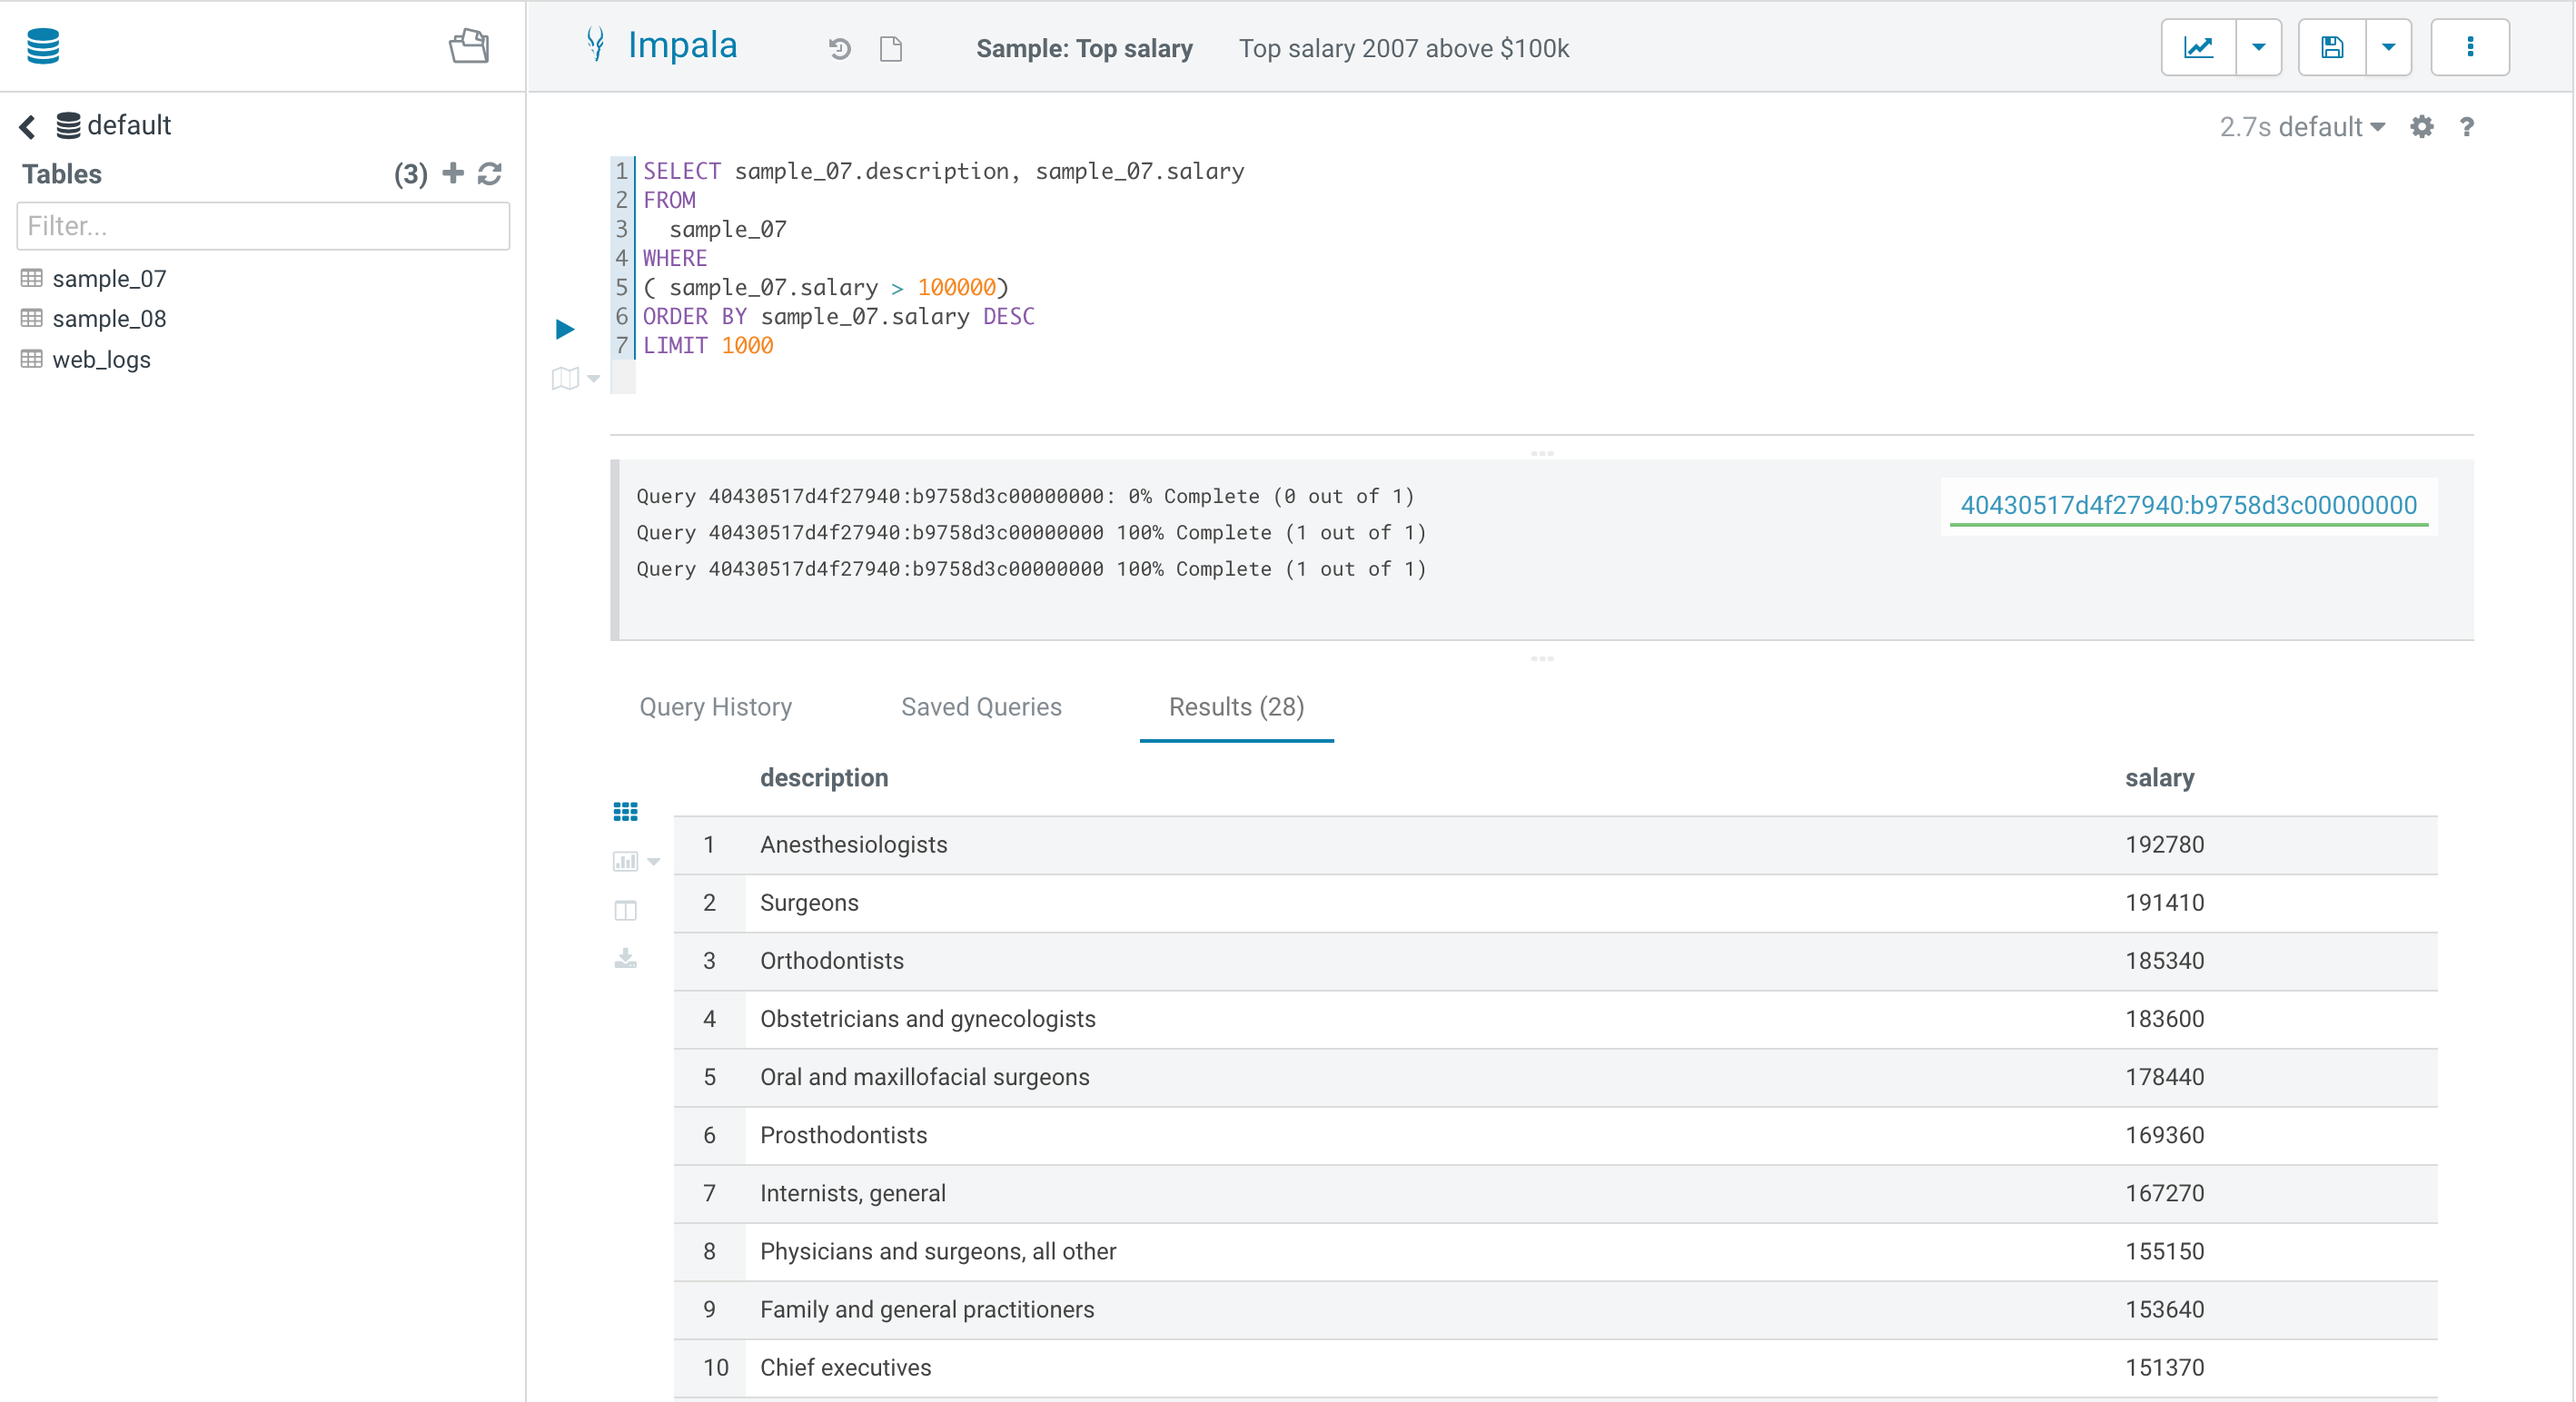 Impala
Sample: Top salary
Top salary 2007 above $100k
default
Tables (3)
Filter...
sample_07
sample_08
web_logs
2.7s default
?
1 SELECT sample_07.description, sample_07.salary
2 FROM
3   sample_07
4 WHERE
5 ( sample_07.salary > 100000)
6 ORDER BY sample_07.salary DESC
7 LIMIT 1000
Query 40430517d4f27940:b9758d3c00000000: 0% Complete (0 out of 1)
Query 40430517d4f27940:b9758d3c00000000 100% Complete (1 out of 1)
Query 40430517d4f27940:b9758d3c00000000 100% Complete (1 out of 1)
40430517d4f27940:b9758d3c00000000
Query History Saved Queries Results (28)
description salary
1 Anesthesiologists 192780
2 Surgeons 191410
3 Orthodontists 185340
4 Obstetricians and gynecologists 183600
5 Oral and maxillofacial surgeons 178440
6 Prosthodontists 169360
7 Internists, general 167270
8 Physicians and surgeons, all other 155150
9 Family and general practitioners 153640
10 Chief executives 151370